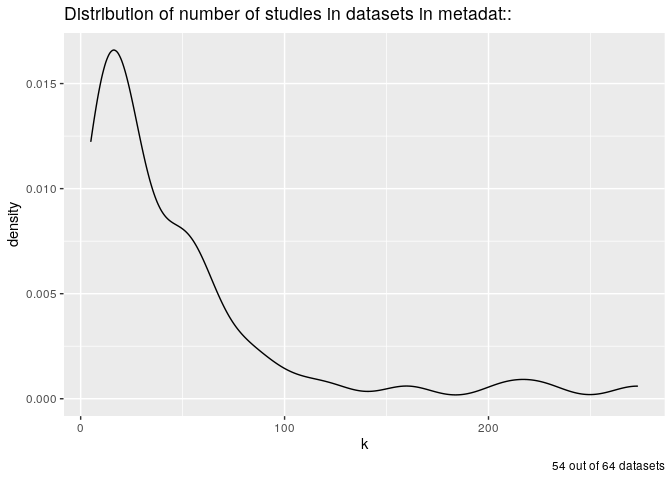 Distribution of number of studies in datasets in metadat::
0.015
0.010
0.005
0.000
density
0 100 200
k
54 out of 64 datasets